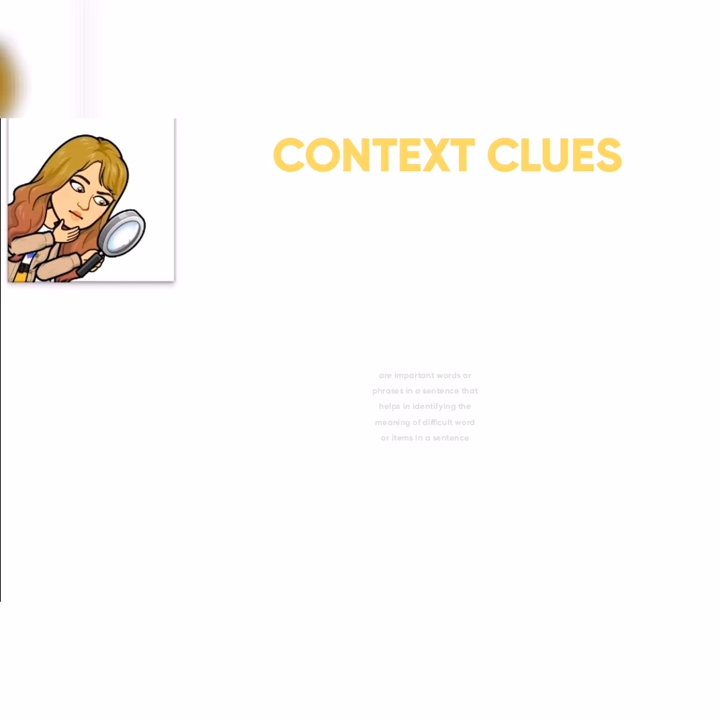 CONTEXT CLUES
are important words or
phrases in a sentence that
helps in identifying the
meaning of difficult word
or items in a sentence